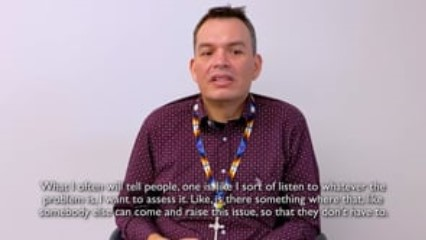 What I often will tell people, one is like I sort of listen to whatever the
problem is. I want to assess it. Like, is there something where that, like
somebody else can come and raise this issue, so that they don't have to.